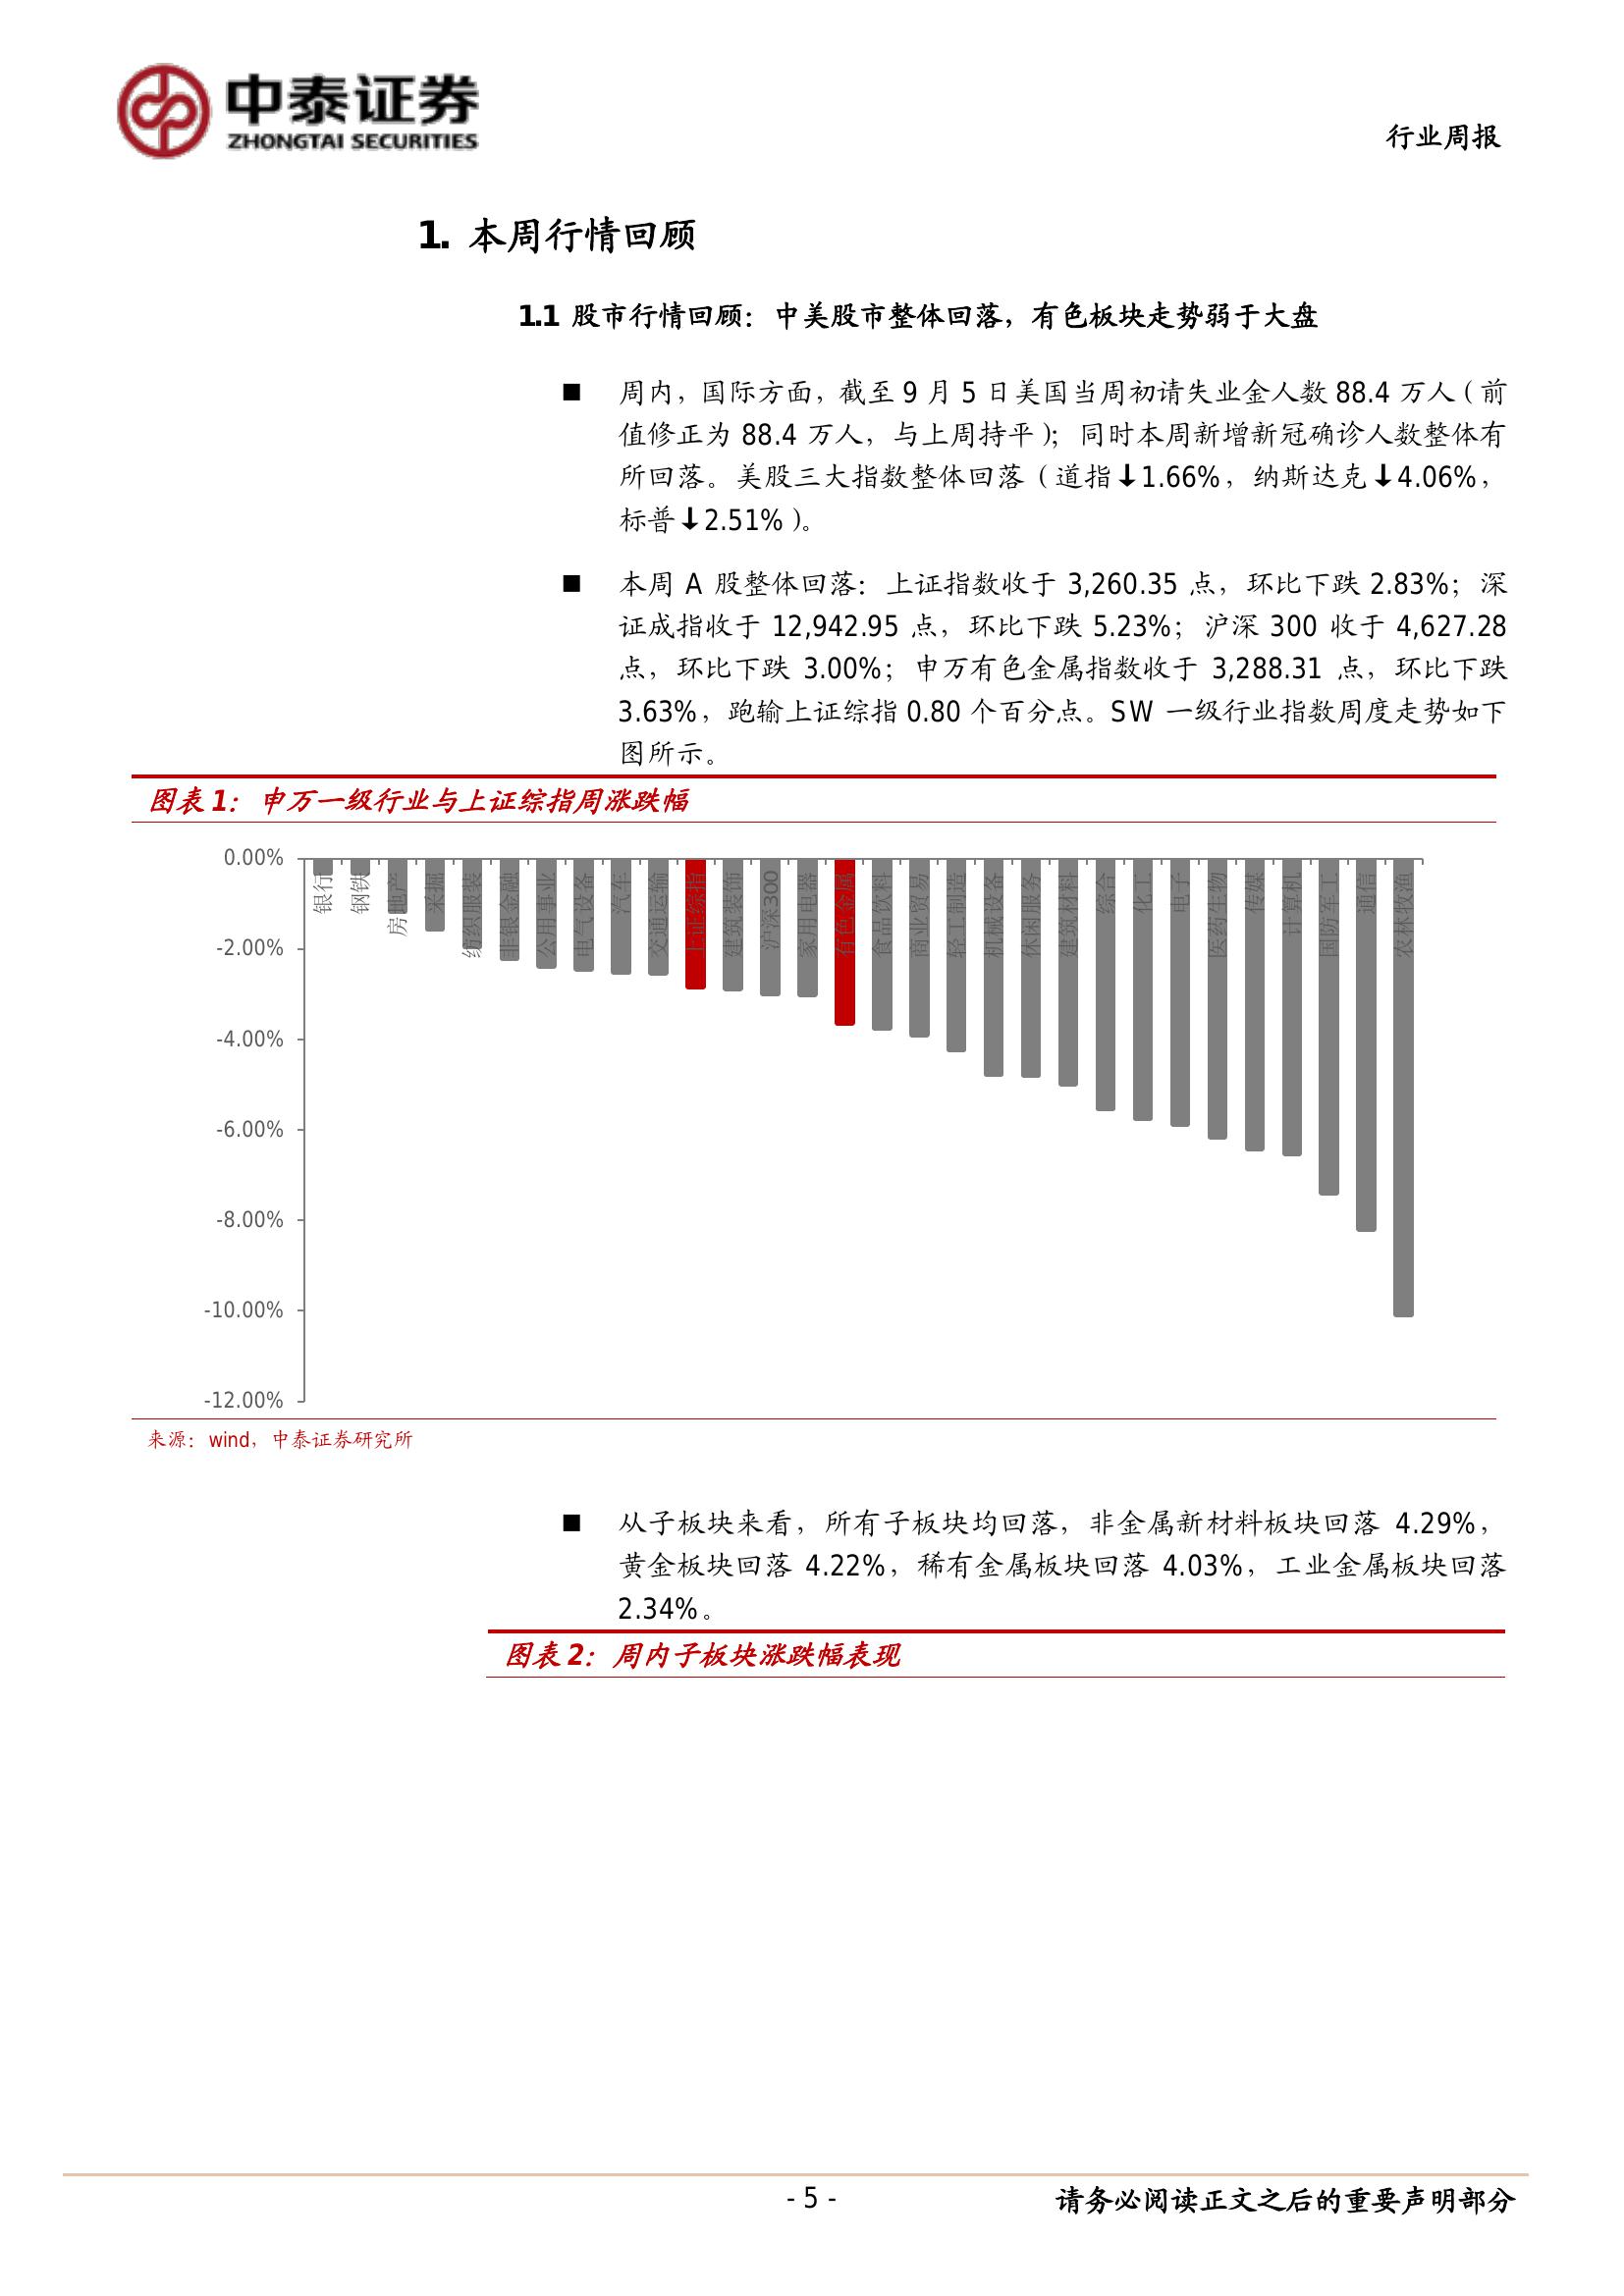 中泰证券
ZHONGTAI SECURITIES
行业周报
1. 本周行情回顾
1.1 股市行情回顾：中美股市整体回落，有色板块走势弱于大盘
■ 周内，国际方面，截至 9 月 5 日美国当周初请失业金人数 88.4 万人（前
值修正为 88.4 万人，与上周持平）；同时本周新增新冠确诊人数整体有
所回落。美股三大指数整体回落（道指↓1.66%，纳斯达克↓4.06%，
标普↓2.51%）。
■ 本周 A 股整体回落：上证指数收于 3,260.35 点，环比下跌 2.83%；深
证成指收于 12,942.95 点，环比下跌 5.23%；沪深 300 收于 4,627.28
点，环比下跌 3.00%；申万有色金属指数收于 3,288.31 点，环比下跌
3.63%，跑输上证综指 0.80 个百分点。SW 一级行业指数周度走势如下
图所示。
图表 1：申万一级行业与上证综指周涨跌幅
0.00%
-2.00%
-4.00%
-6.00%
-8.00%
-10.00%
-12.00%
银行
钢铁
房地产
采掘
纺织服装
非银金融
公用事业
电气设备
汽车
交通运输
上证综指
建筑装饰
沪深300
家用电器
有色金属
食品饮料
商业贸易
轻工制造
机械设备
休闲服务
建筑材料
综合
化工
电子
医药生物
传媒
计算机
国防军工
通信
农林牧渔
来源：wind，中泰证券研究所
■ 从子板块来看，所有子板块均回落，非金属新材料板块回落 4.29%，
黄金板块回落 4.22%，稀有金属板块回落 4.03%，工业金属板块回落
2.34%。
图表 2：周内子板块涨跌幅表现
- 5 -
请务必阅读正文之后的重要声明部分